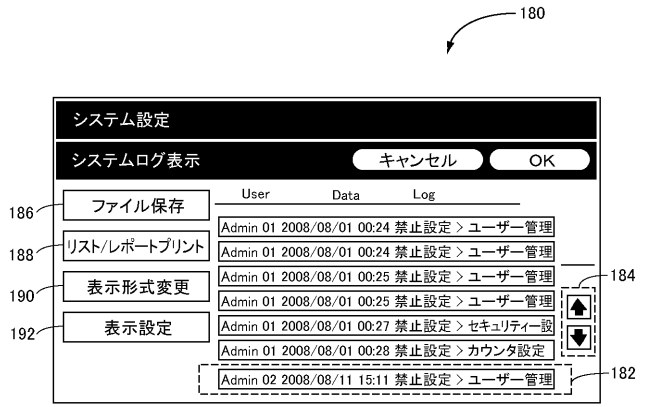 180
システム設定
システムログ表示
キャンセル
OK
User Data Log
186
ファイル保存
188
リスト/レポートプリント
190
表示形式変更
192
表示設定
Admin 01 2008/08/01 00:24 禁止設定 > ユーザー管理
Admin 01 2008/08/01 00:24 禁止設定 > ユーザー管理
Admin 01 2008/08/01 00:25 禁止設定 > ユーザー管理
Admin 01 2008/08/01 00:25 禁止設定 > ユーザー管理
Admin 01 2008/08/01 00:27 禁止設定 > セキュリティー設
Admin 01 2008/08/01 00:28 禁止設定 > カウンタ設定
Admin 02 2008/08/11 15:11 禁止設定 > ユーザー管理
184
182